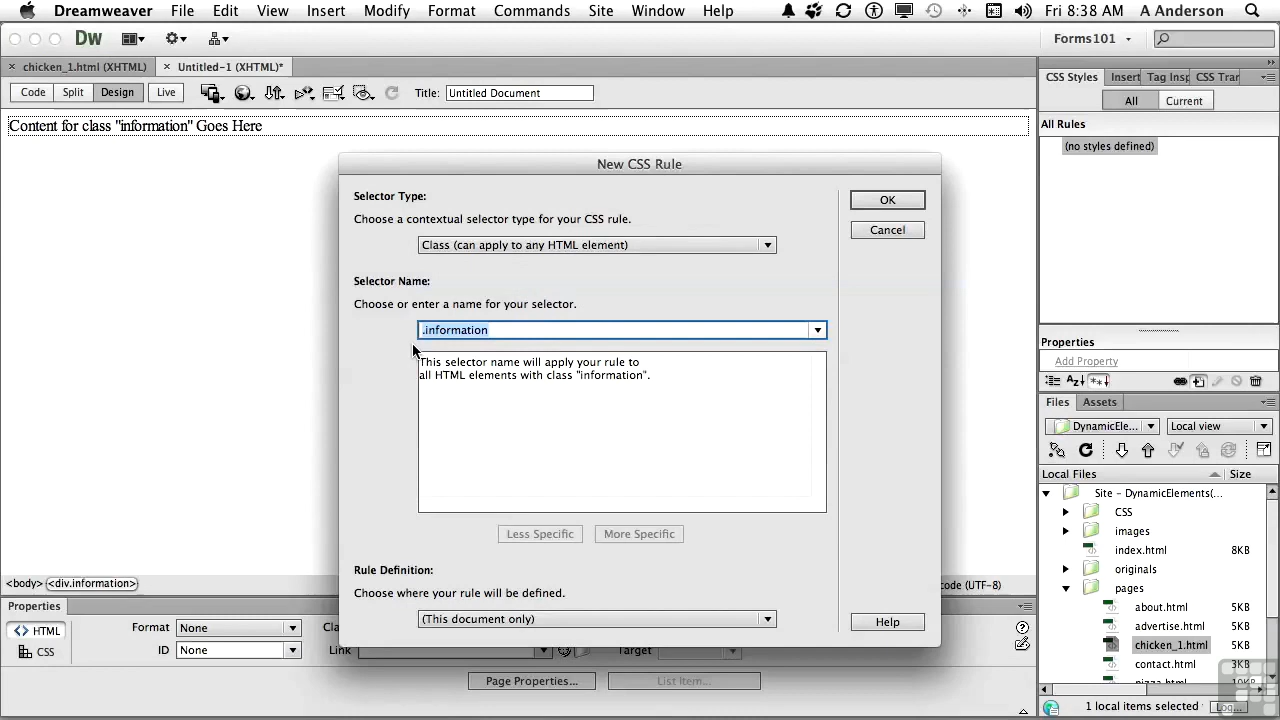 Dreamweaver File Edit View Insert Modify Format Commands Site Window Help Fri 8:38 AM A Anderson
Dw Forms101
chicken_1.html (XHTML) Untitled-1 (XHTML)*
Code Split Design Live Title: Untitled Document
Content for class "information" Goes Here
New CSS Rule
Selector Type:
Choose a contextual selector type for your CSS rule.
Class (can apply to any HTML element)
Selector Name:
Choose or enter a name for your selector.
.information
This selector name will apply your rule to
all HTML elements with class "information".
Less Specific More Specific
Rule Definition:
Choose where your rule will be defined.
(This document only)
OK
Cancel
Help
CSS Styles Insert Tag Insp CSS Tran
All Current
All Rules
(no styles defined)
Properties
Add Property
Files Assets
DynamicEle... Local view
Local Files Size
Site - DynamicElements(...
CSS
images
index.html 8KB
originals
pages
about.html 5KB
advertise.html 5KB
chicken_1.html 5KB
contact.html 3KB
pizza.html 10KB
1 local items selected Log...
<body> <div.information> code (UTF-8)
Properties
HTML Format None Cla
CSS ID None Link Target
Page Properties... List Item...